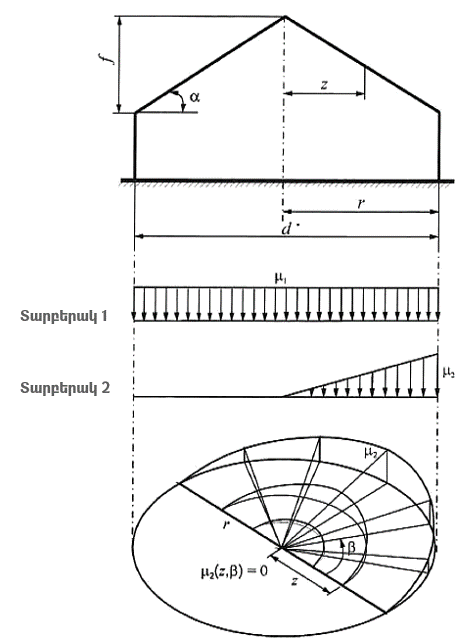 f
α
z
r
d
μ₁
Տարբերակ 1
Տարբերակ 2
μ₂
μ₂
r
β
μ₂(z,β) = 0
z